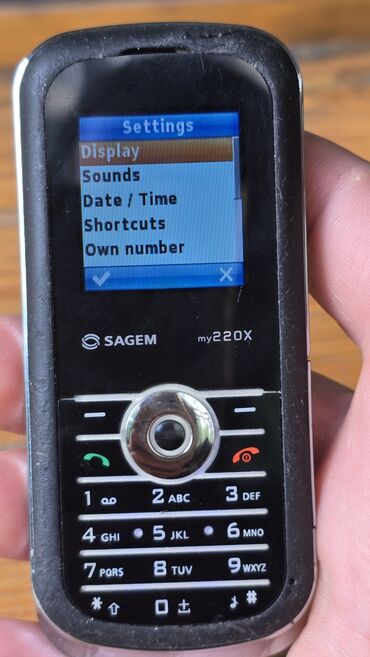 Settings
Display
Sounds
Date / Time
Shortcuts
Own number
SAGEM my220X
1 2 ABC 3 DEF
4 GHI 5 JKL 6 MNO
7 PQRS 8 TUV 9 WXYZ
* 0 #